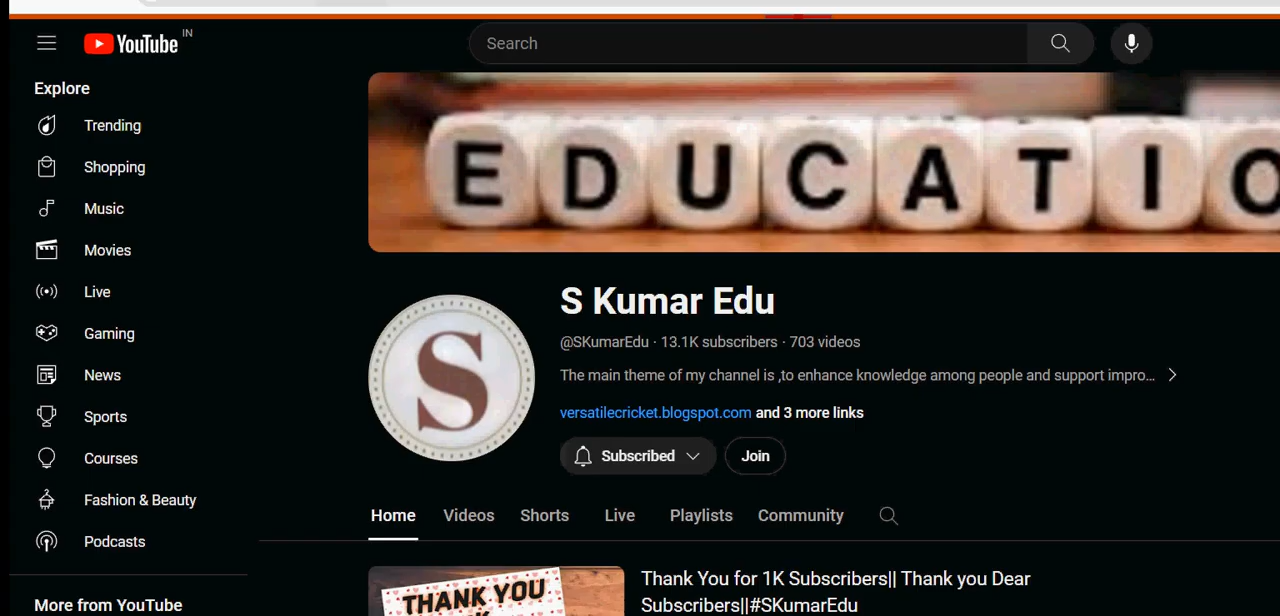 YouTube IN
Search
Explore
Trending
Shopping
Music
Movies
Live
Gaming
News
Sports
Courses
Fashion & Beauty
Podcasts
More from YouTube
EDUCATIO
S
S Kumar Edu
@SKumarEdu · 13.1K subscribers · 703 videos
The main theme of my channel is ,to enhance knowledge among people and support impro...
versatilecricket.blogspot.com and 3 more links
Subscribed
Join
Home Videos Shorts Live Playlists Community
THANK YOU
Thank You for 1K Subscribers|| Thank you Dear
Subscribers||#SKumarEdu